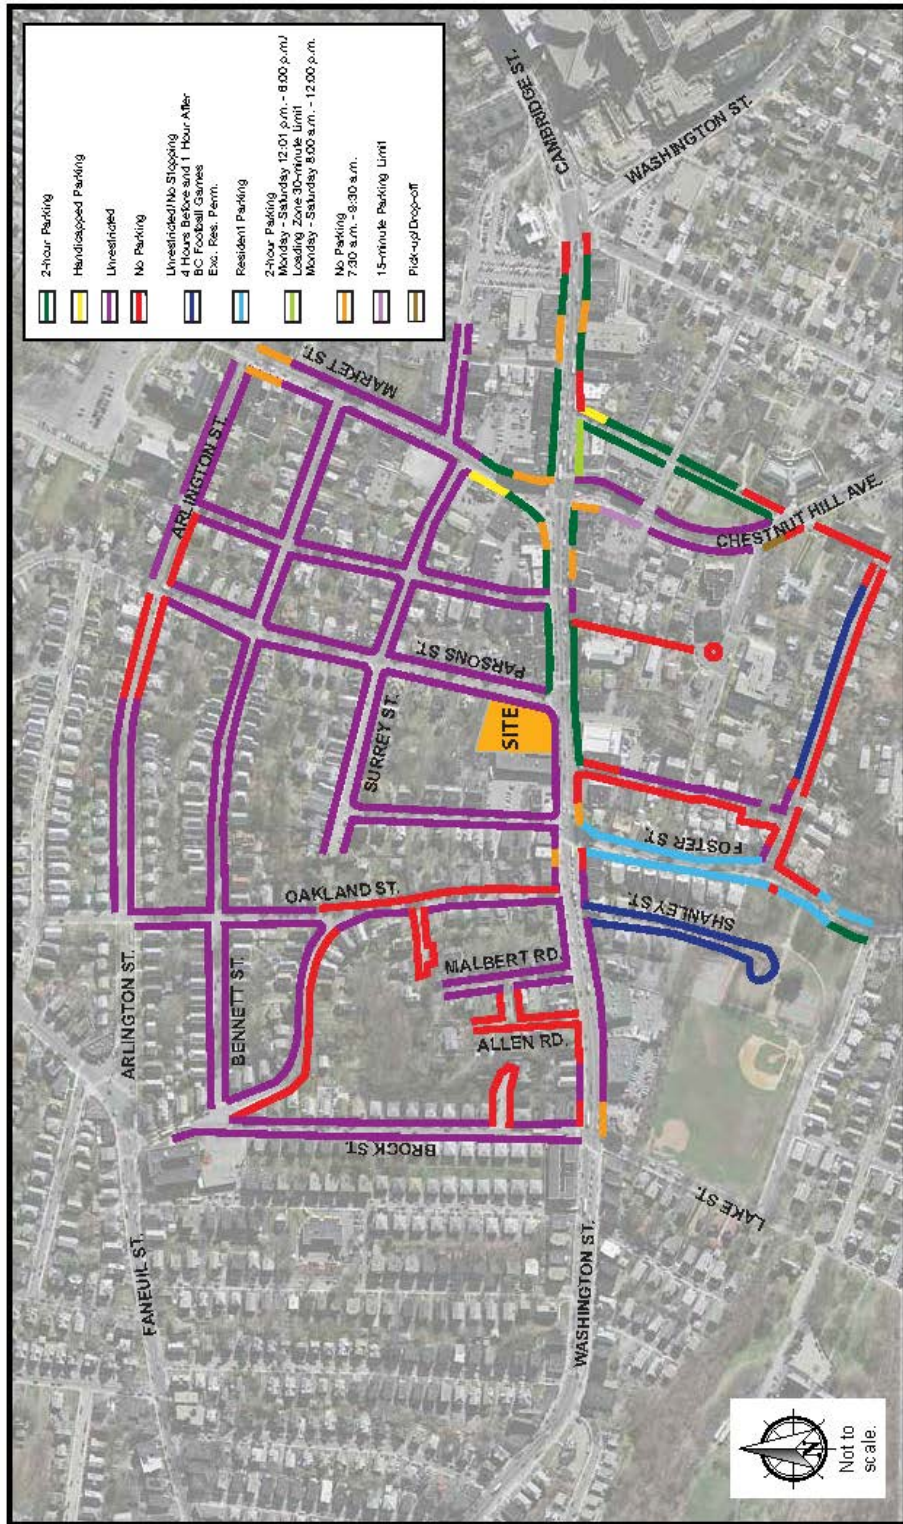 2-hour Parking
Handicapped Parking
Unrestricted
No Parking
Unrestricted/No Stopping
4 Hours Before and 1 Hour After
BC Football Games
Exc. Res. Perm.
Resident Parking
2-hour Parking
Monday - Saturday 12:01 p.m. - 6:00 p.m./
Loading Zone 30-minute Limit
Monday - Saturday 8:00 a.m. - 12:00 p.m.
No Parking
7:30 a.m. - 9:30 a.m.
15-minute Parking Limit
Pick-up/Drop-off
CAMBRIDGE ST.
WASHINGTON ST.
MARKET ST.
ARLINGTON ST.
CHESTNUT HILL AVE.
PARSONS ST.
SURREY ST.
SITE
FOSTER ST.
OAKLAND ST.
SHANLEY ST.
MALBERT RD.
ARLINGTON ST.
BENNETT ST.
ALLEN RD.
BROCK ST.
LAKE ST.
FANEUIL ST.
WASHINGTON ST.
N
Not to
scale.